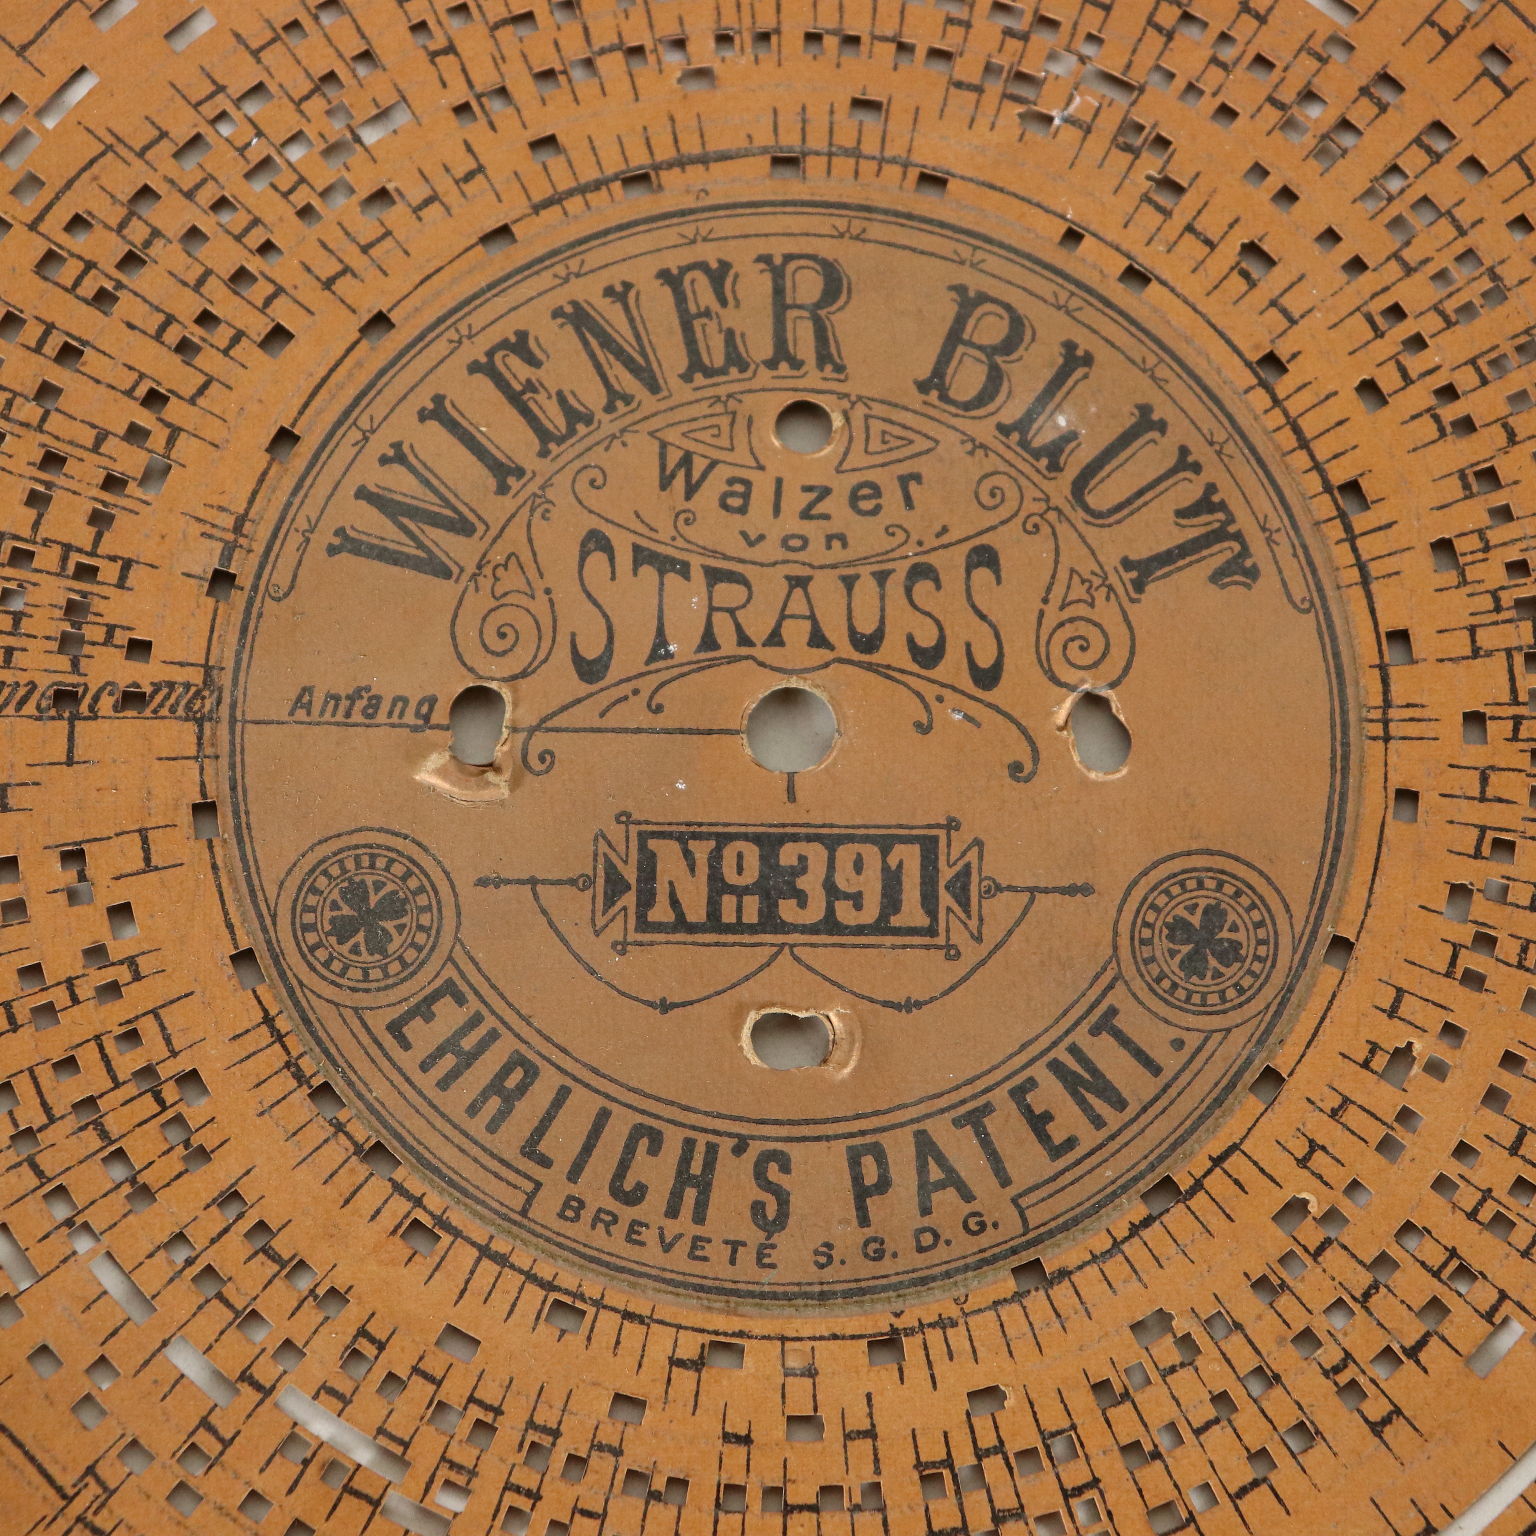 WIENER BLUT
Walzer
von
STRAUSS
Anfang
No. 391
EHRLICH'S PATENT.
BREVETÉ S.G.D.G.